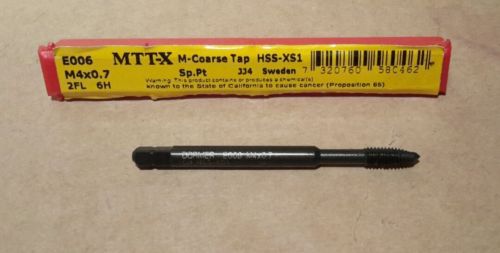 E006 MTT-X M-Coarse Tap HSS-XS1
M4x0.7 Sp.Pt JJ4 Sweden 7 320760 58C462
2FL 6H Warning: This product contains or produces a chemical(s)
known to the State of California to cause cancer (Proposition 65)
DORMER E006 M4x0.7